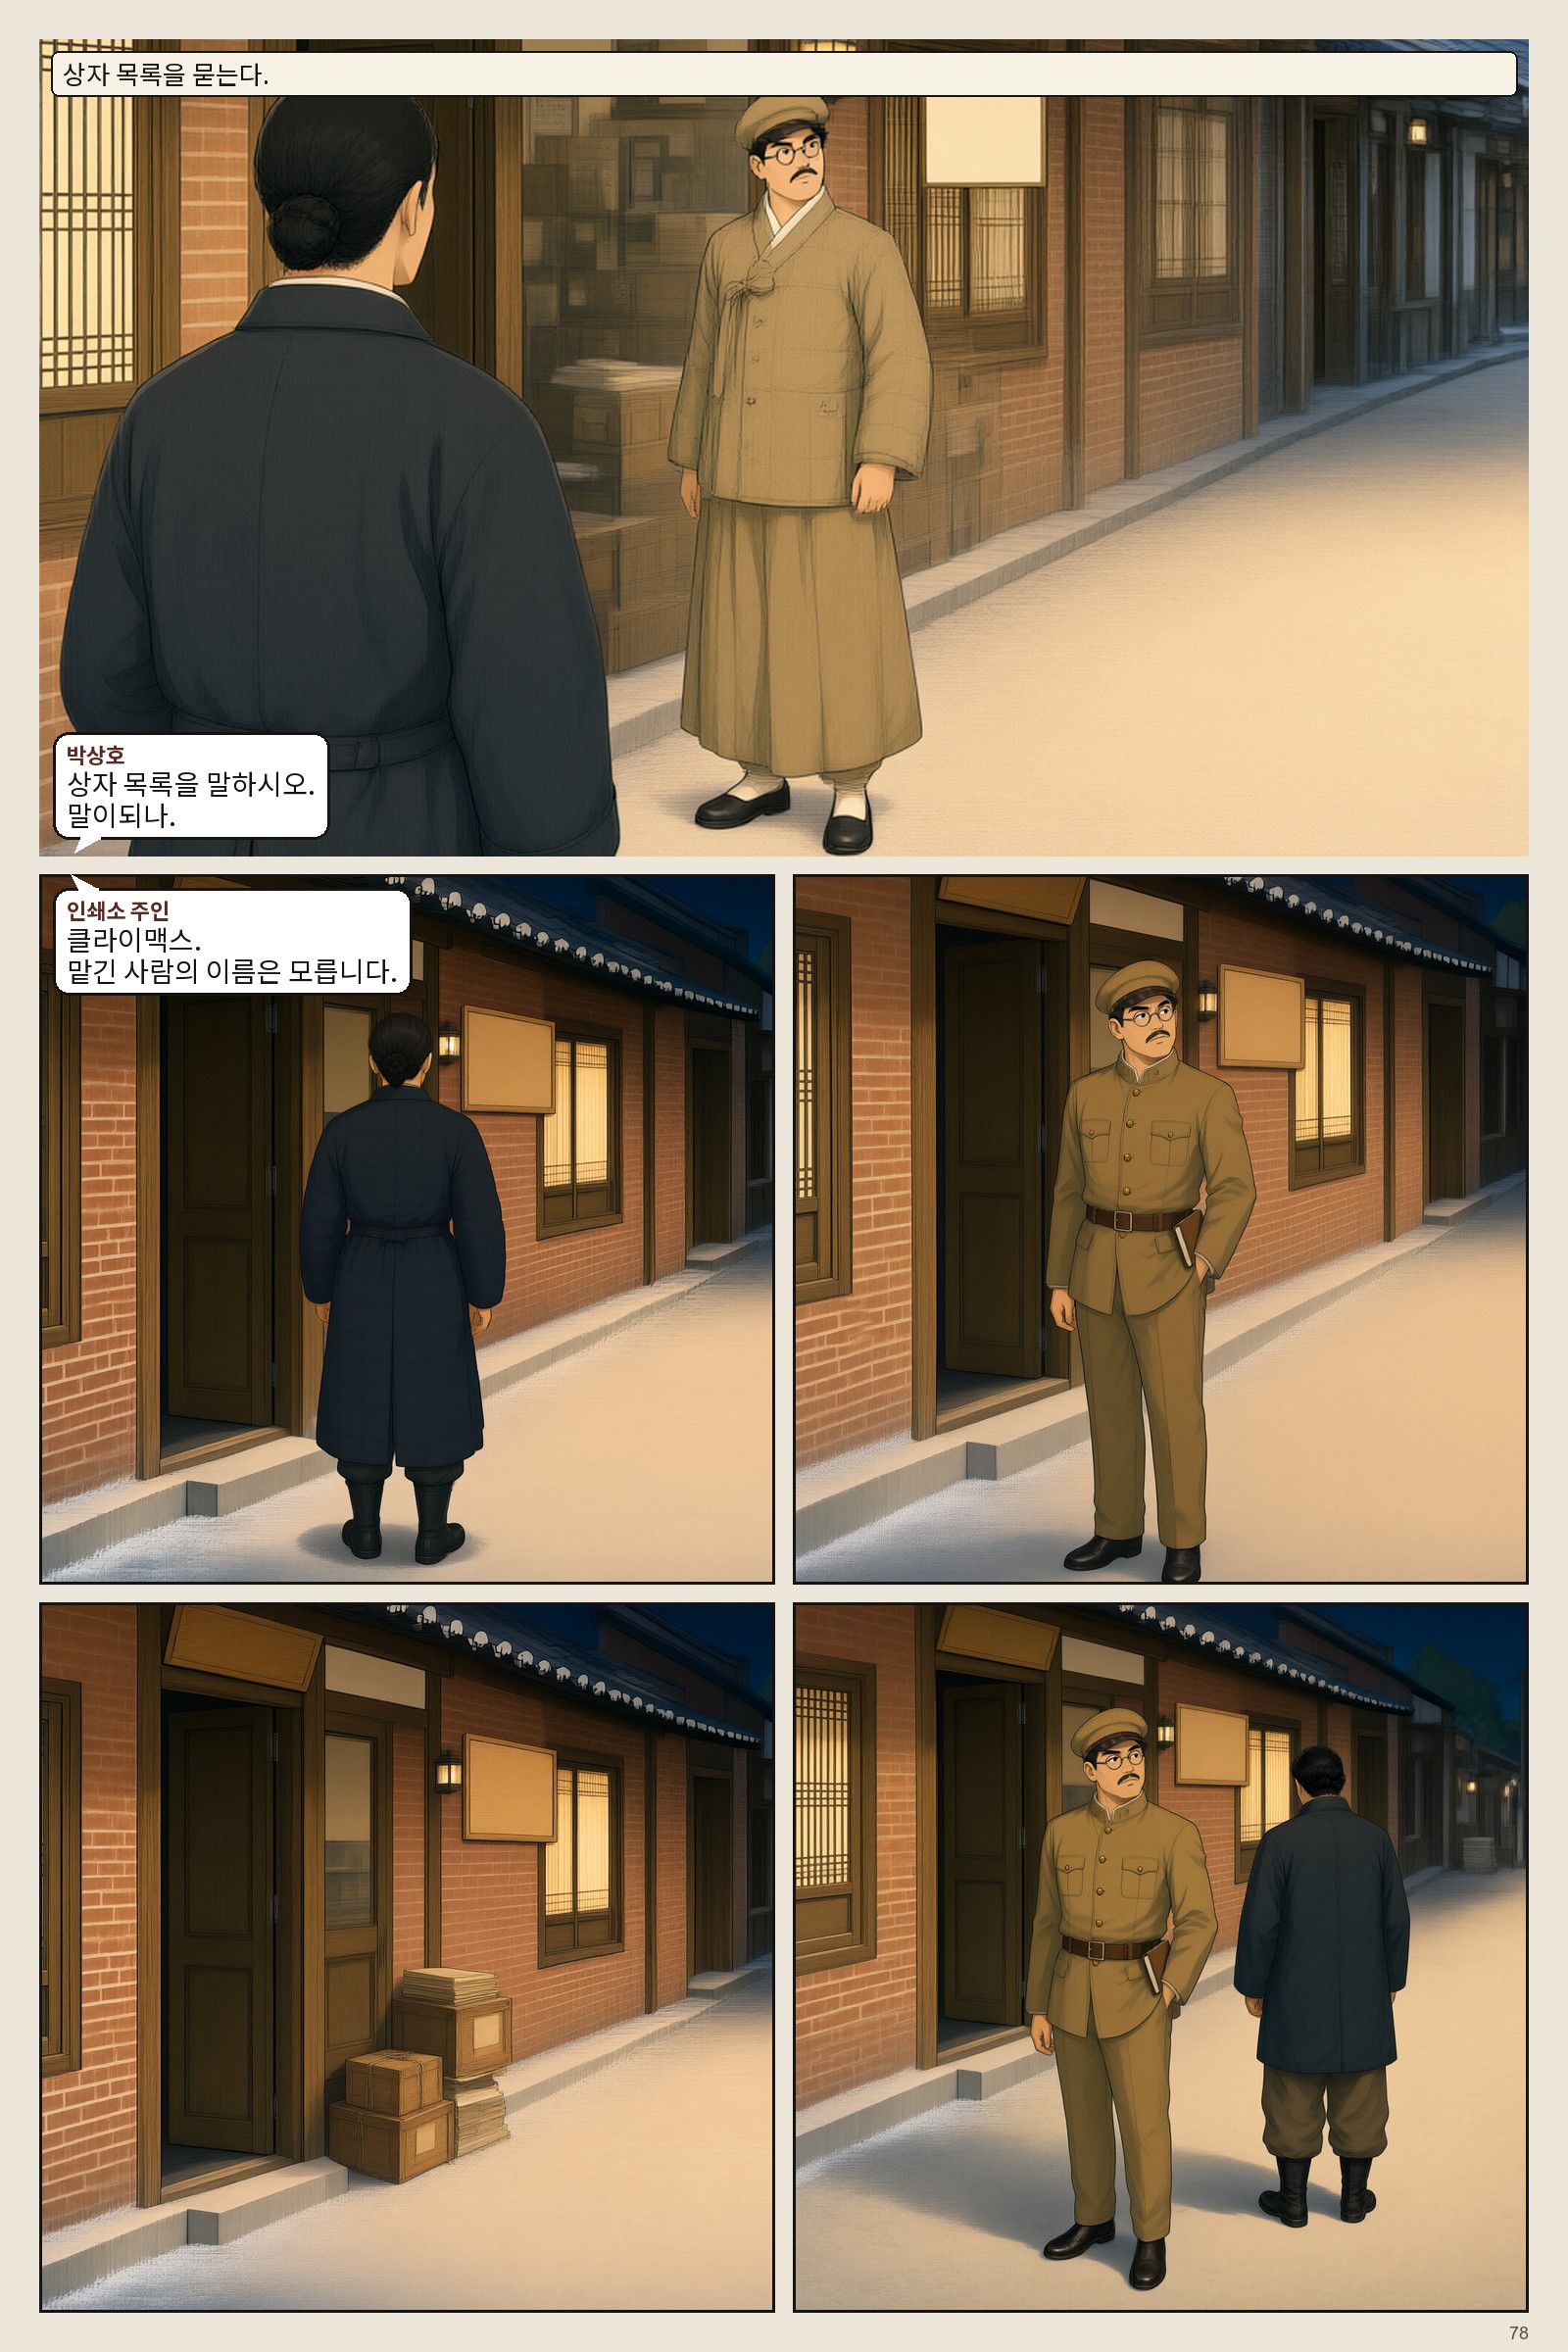 상자 목록을 묻는다.
박상호
상자 목록을 말하시오.
말이되나.
인쇄소 주인
클라이맥스.
맡긴 사람의 이름은 모릅니다.
78